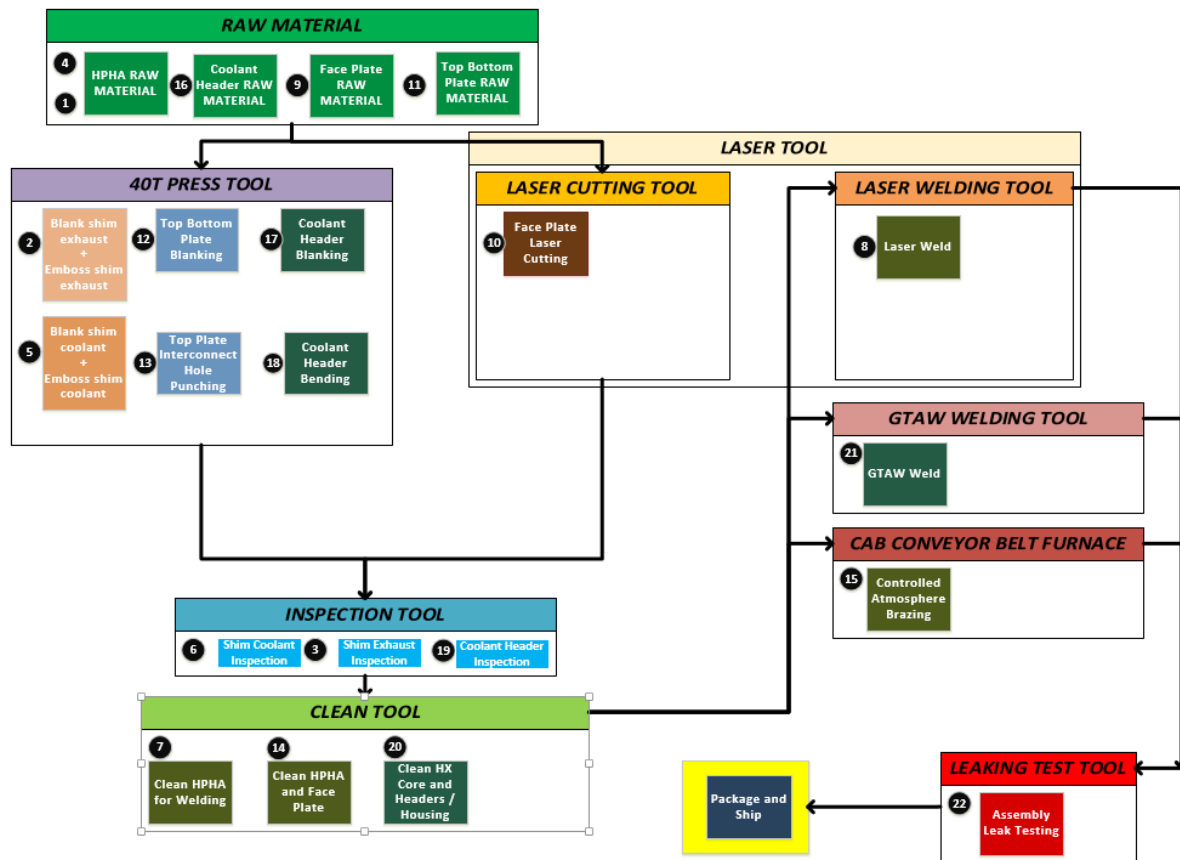 RAW MATERIAL
4
1
HPHA RAW
MATERIAL
16
Coolant
Header RAW
MATERIAL
9
Face Plate
RAW
MATERIAL
11
Top Bottom
Plate RAW
MATERIAL
LASER TOOL
40T PRESS TOOL
2
Blank shim
exhaust
+
Emboss shim
exhaust
12
Top Bottom
Plate
Blanking
17
Coolant
Header
Blanking
5
Blank shim
coolant
+
Emboss shim
coolant
13
Top Plate
Interconnect
Hole
Punching
18
Coolant
Header
Bending
LASER CUTTING TOOL
10
Face Plate
Laser
Cutting
LASER WELDING TOOL
8
Laser Weld
GTAW WELDING TOOL
21
GTAW Weld
CAB CONVEYOR BELT FURNACE
15
Controlled
Atmosphere
Brazing
INSPECTION TOOL
6
Shim Coolant
Inspection
3
Shim Exhaust
Inspection
19
Coolant Header
Inspection
CLEAN TOOL
7
Clean HPHA
for Welding
14
Clean HPHA
and Face
Plate
20
Clean HX
Core and
Headers /
Housing
LEAKING TEST TOOL
22
Assembly
Leak Testing
Package and
Ship